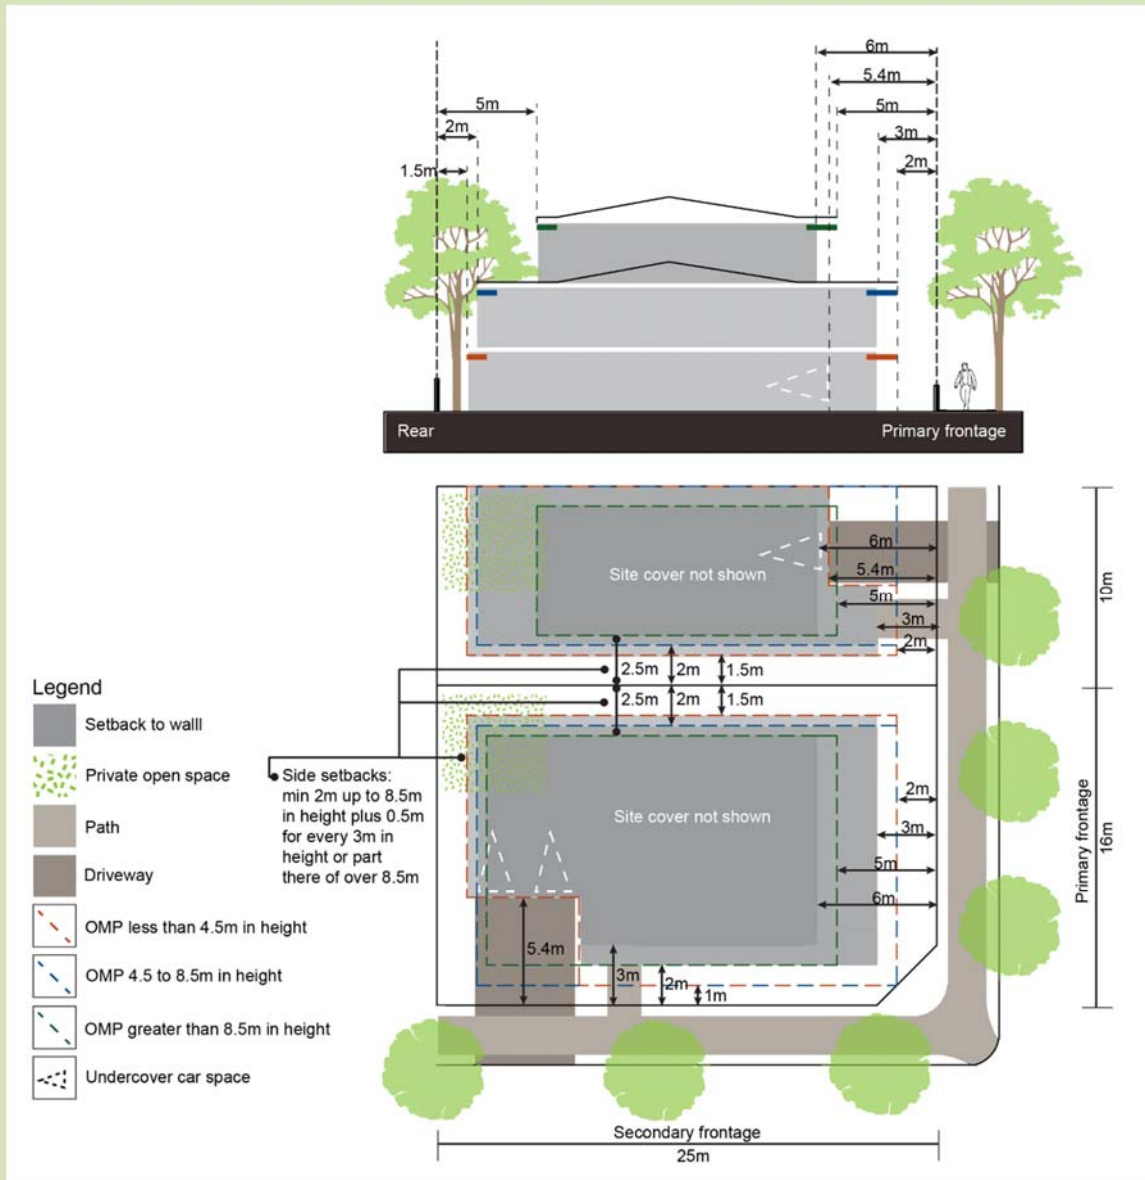 6m
5.4m
5m
5m
2m
3m
1.5m
2m
Rear
Primary frontage
6m
Site cover not shown
5.4m
5m
3m
2m
10m
2.5m
2m
1.5m
2.5m
2m
1.5m
Legend
Setback to walll
Private open space
Path
Driveway
OMP less than 4.5m in height
OMP 4.5 to 8.5m in height
OMP greater than 8.5m in height
Undercover car space
Side setbacks:
min 2m up to 8.5m
in height plus 0.5m
for every 3m in
height or part
there of over 8.5m
Site cover not shown
2m
3m
5m
6m
Primary frontage
16m
5.4m
3m
2m
1m
Secondary frontage
25m